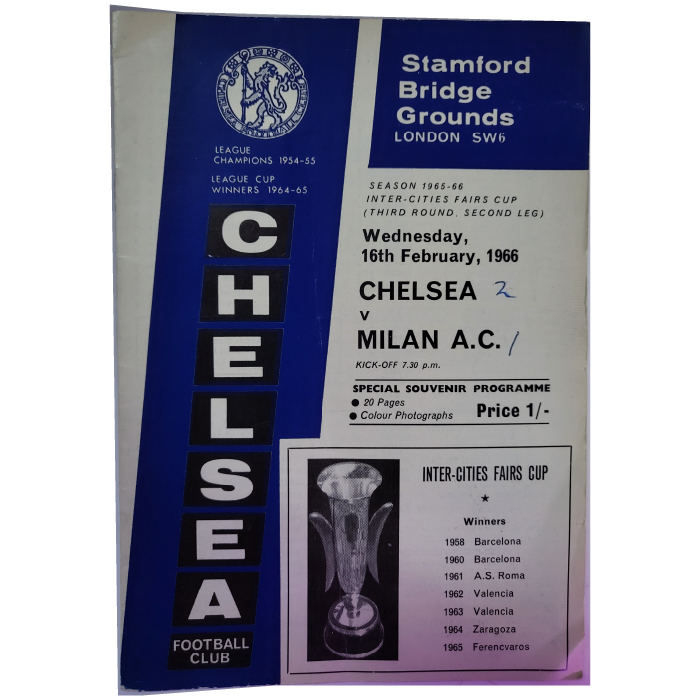 LEAGUE
CHAMPIONS 1954-55
LEAGUE CUP
WINNERS 1964-65
CHELSEA
FOOTBALL
CLUB
Stamford
Bridge
Grounds
LONDON SW6
SEASON 1965-66
INTER-CITIES FAIRS CUP
(THIRD ROUND, SECOND LEG)
Wednesday,
16th February, 1966
CHELSEA 2
v
MILAN A.C. 1
KICK-OFF 7.30 p.m.
SPECIAL SOUVENIR PROGRAMME
● 20 Pages
● Colour Photographs
Price 1/-
INTER-CITIES FAIRS CUP
★
Winners
1958 Barcelona
1960 Barcelona
1961 A.S. Roma
1962 Valencia
1963 Valencia
1964 Zaragoza
1965 Ferencvaros